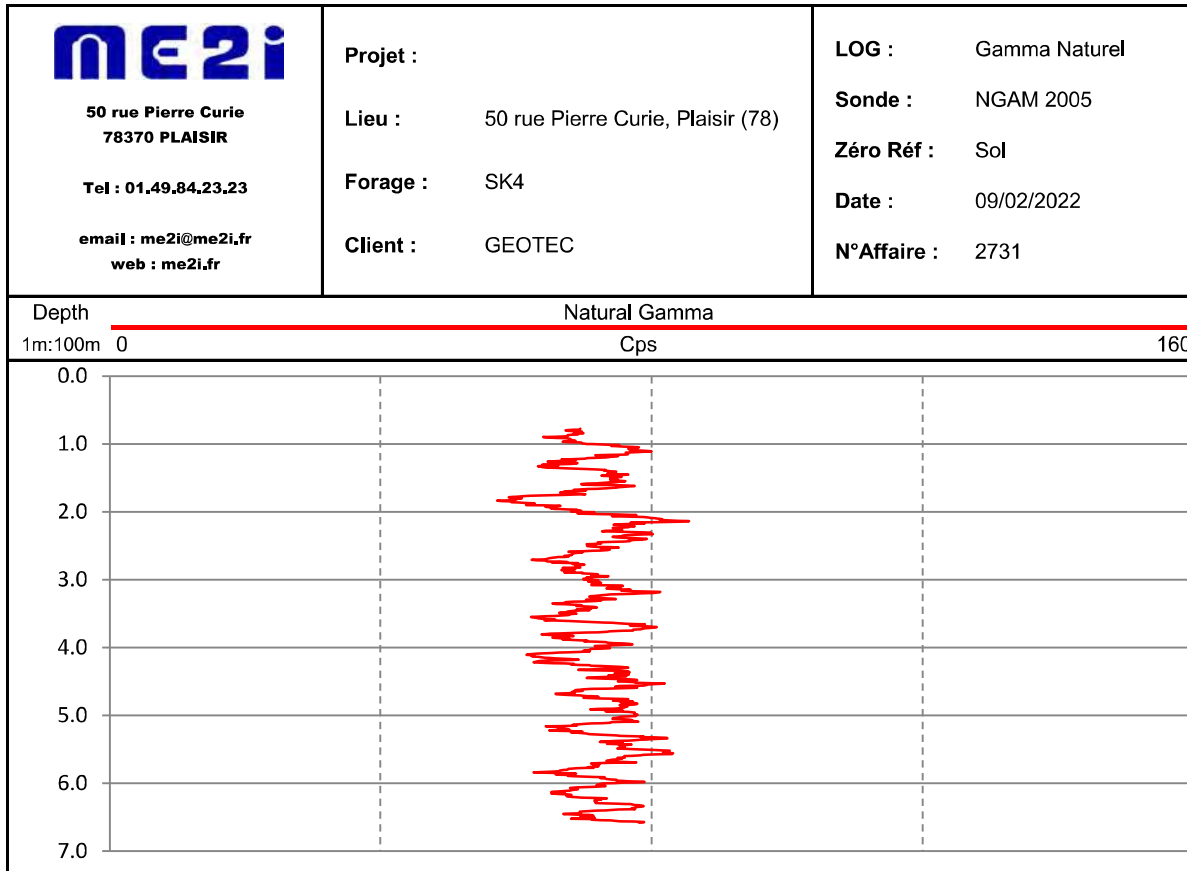 me2i
50 rue Pierre Curie
78370 PLAISIR
Tel : 01.49.84.23.23
email : me2i@me2i.fr
web : me2i.fr
Projet :
Lieu : 50 rue Pierre Curie, Plaisir (78)
Forage : SK4
Client : GEOTEC
LOG : Gamma Naturel
Sonde : NGAM 2005
Zéro Réf : Sol
Date : 09/02/2022
N°Affaire : 2731
Depth Natural Gamma
1m:100m 0 Cps 160
0.0
1.0
2.0
3.0
4.0
5.0
6.0
7.0